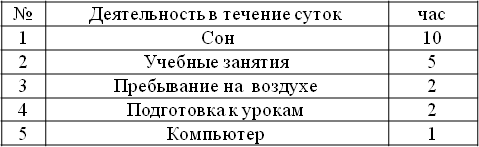 № Деятельность в течение суток час
1 Сон 10
2 Учебные занятия 5
3 Пребывание на воздухе 2
4 Подготовка к урокам 2
5 Компьютер 1